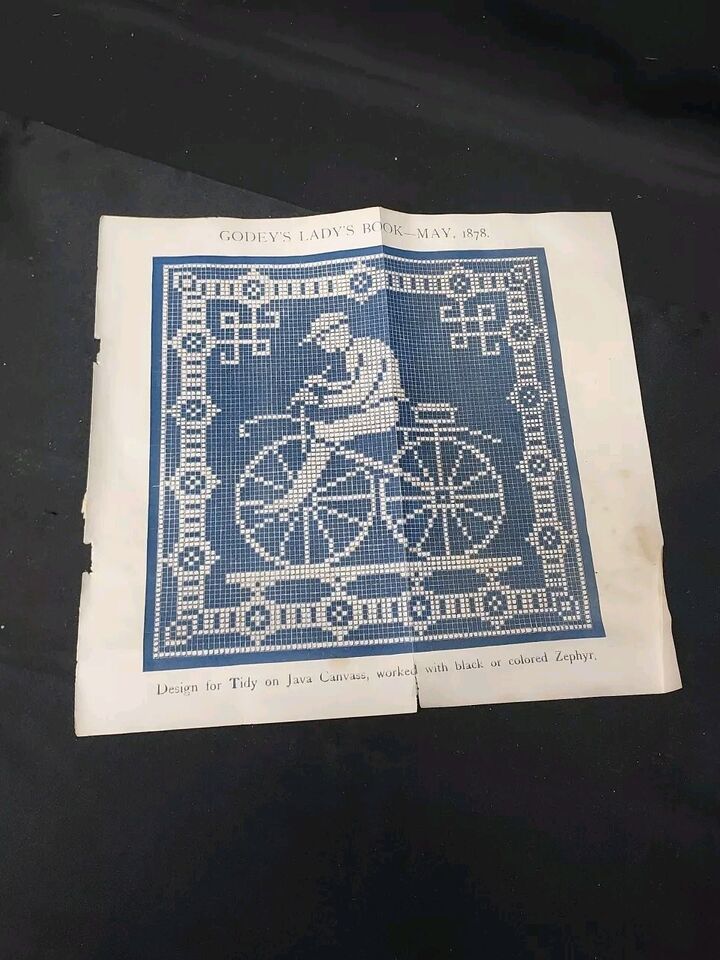 GODEY'S LADY'S BOOK—MAY, 1878.
Design for Tidy on Java Canvass, worked with black or colored Zephyr.